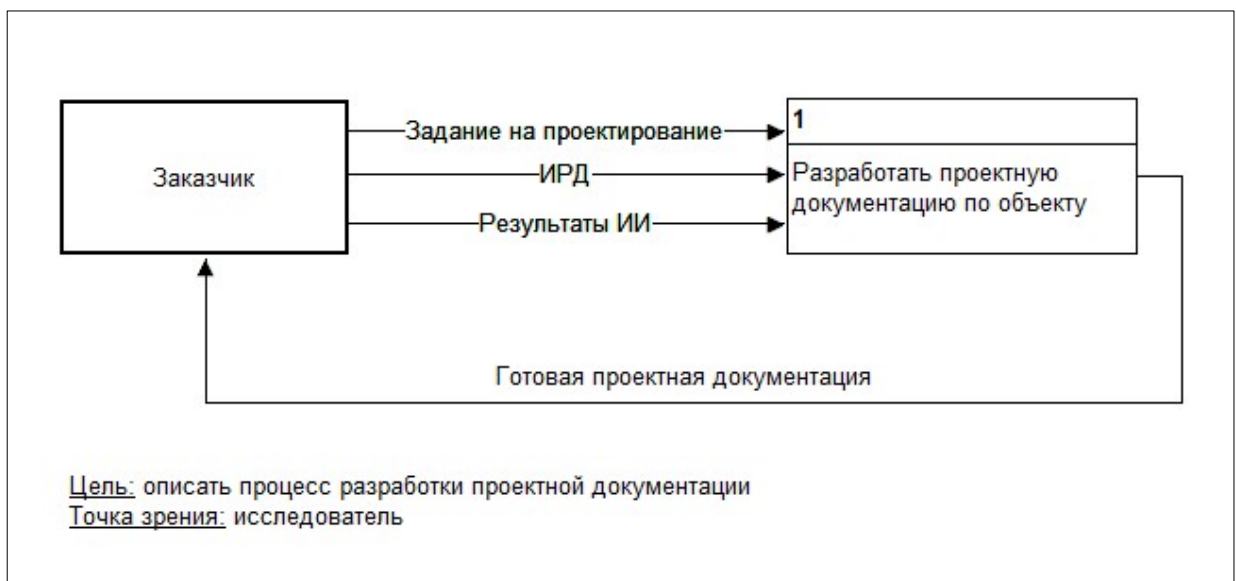 Заказчик
Задание на проектирование
ИРД
Результаты ИИ
1
Разработать проектную
документацию по объекту
Готовая проектная документация
Цель: описать процесс разработки проектной документации
Точка зрения: исследователь